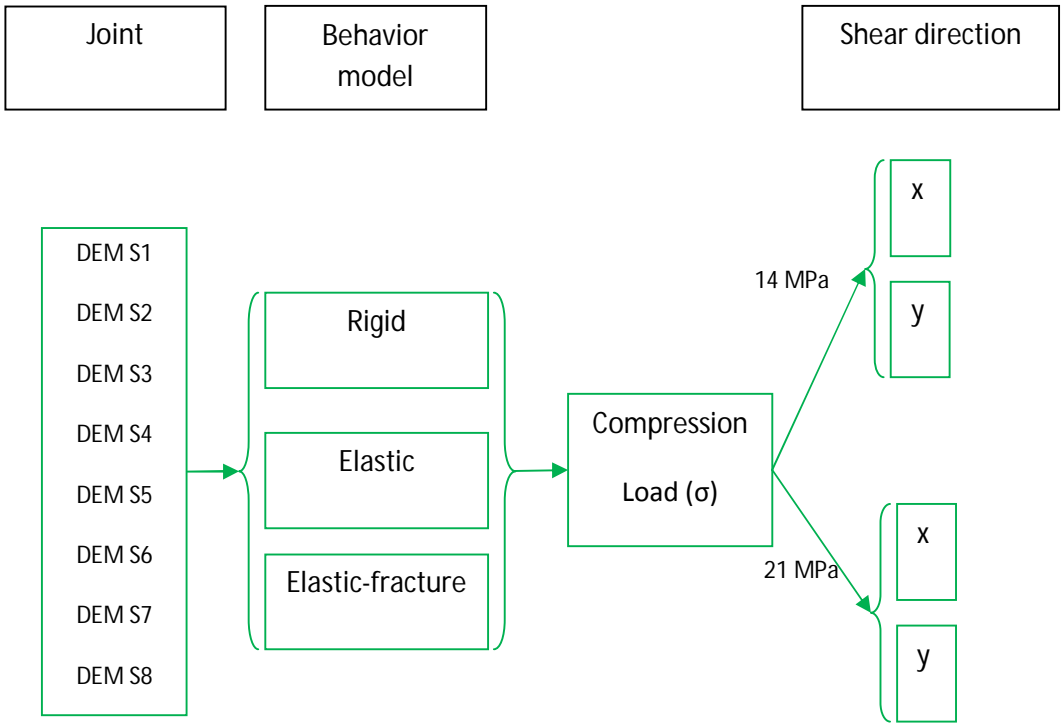 Joint
Behavior
model
Shear direction
DEM S1
DEM S2
DEM S3
DEM S4
DEM S5
DEM S6
DEM S7
DEM S8
Rigid
Elastic
Elastic-fracture
Compression
Load (σ)
14 MPa
21 MPa
x
y
x
y